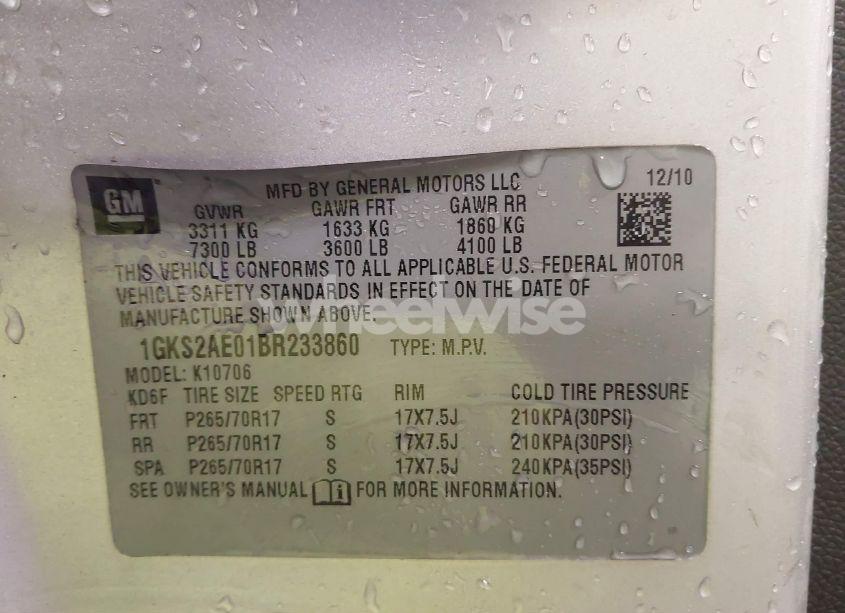 GM
MFD BY GENERAL MOTORS LLC 12/10
GVWR GAWR FRT GAWR RR
3311 KG 1633 KG 1860 KG
7300 LB 3600 LB 4100 LB
THIS VEHICLE CONFORMS TO ALL APPLICABLE U.S. FEDERAL MOTOR
VEHICLE SAFETY STANDARDS IN EFFECT ON THE DATE OF
MANUFACTURE SHOWN ABOVE.
wheelwise
1GKS2AE01BR233860 TYPE: M.P.V.
MODEL: K10706
KD6F TIRE SIZE SPEED RTG RIM COLD TIRE PRESSURE
FRT P265/70R17 S 17X7.5J 210KPA(30PSI)
RR P265/70R17 S 17X7.5J 210KPA(30PSI)
SPA P265/70R17 S 17X7.5J 240KPA(35PSI)
SEE OWNER'S MANUAL FOR MORE INFORMATION.